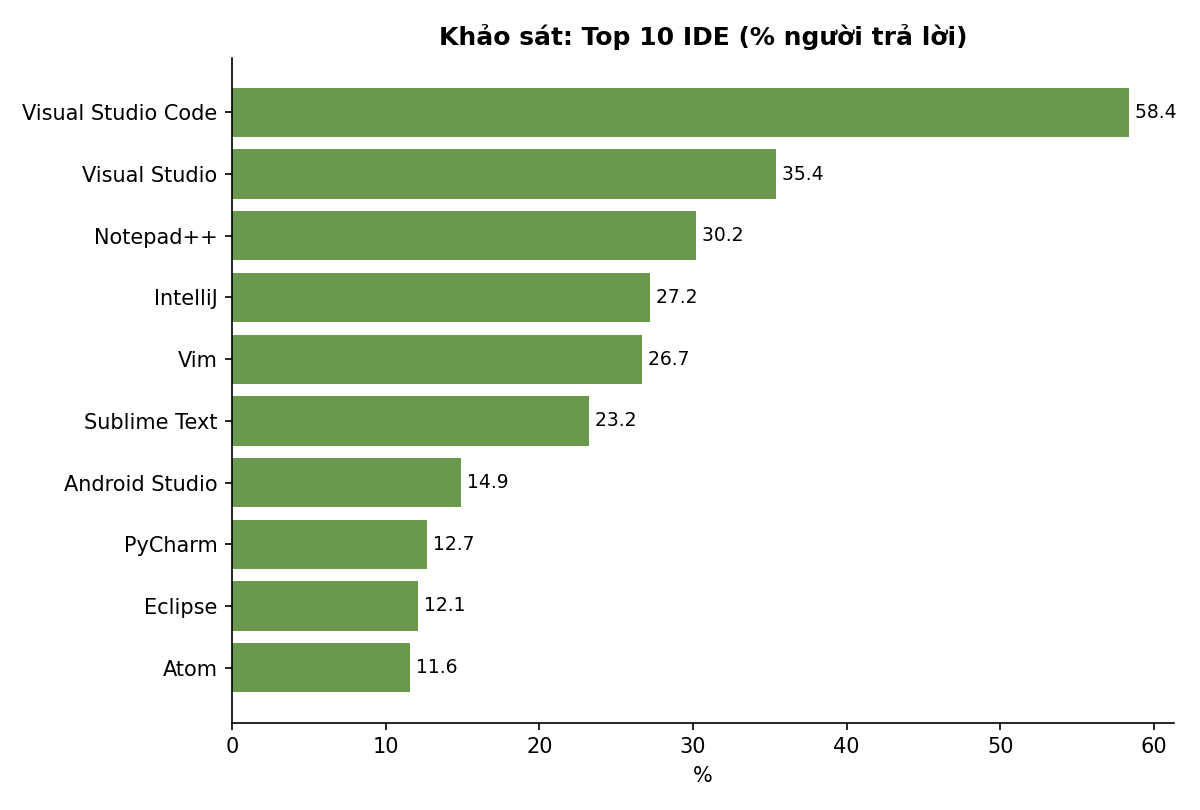 Khảo sát: Top 10 IDE (% người trả lời)
Visual Studio Code 58.4
Visual Studio 35.4
Notepad++ 30.2
IntelliJ 27.2
Vim 26.7
Sublime Text 23.2
Android Studio 14.9
PyCharm 12.7
Eclipse 12.1
Atom 11.6
0 10 20 30 40 50 60
%